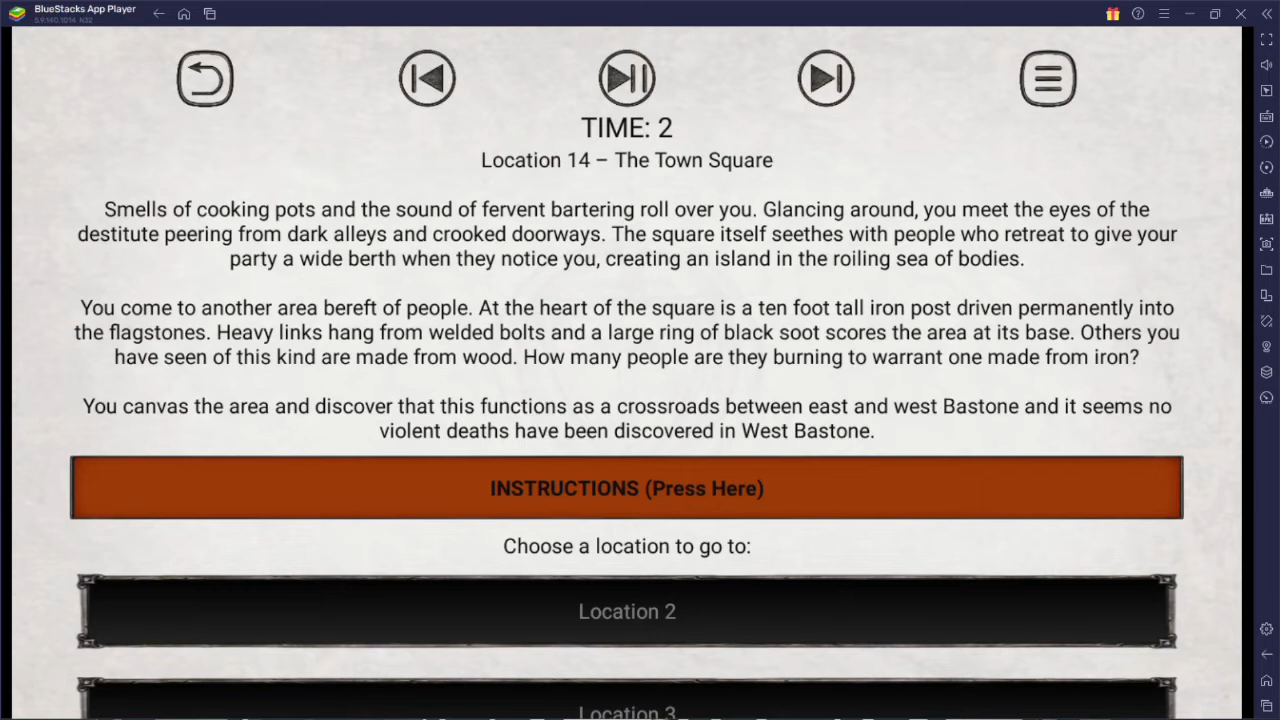 BlueStacks App Player
5.9.140.1014 N32
TIME: 2
Location 14 – The Town Square
Smells of cooking pots and the sound of fervent bartering roll over you. Glancing around, you meet the eyes of the
destitute peering from dark alleys and crooked doorways. The square itself seethes with people who retreat to give your
party a wide berth when they notice you, creating an island in the roiling sea of bodies.
You come to another area bereft of people. At the heart of the square is a ten foot tall iron post driven permanently into
the flagstones. Heavy links hang from welded bolts and a large ring of black soot scores the area at its base. Others you
have seen of this kind are made from wood. How many people are they burning to warrant one made from iron?
You canvas the area and discover that this functions as a crossroads between east and west Bastone and it seems no
violent deaths have been discovered in West Bastone.
INSTRUCTIONS (Press Here)
Choose a location to go to:
Location 2
Location 3